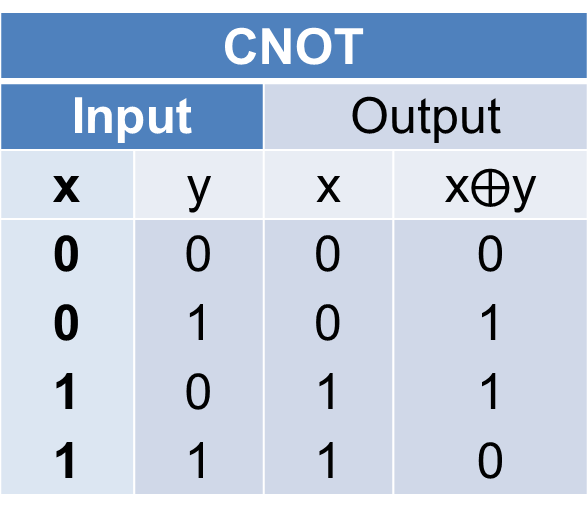 CNOT
Input Output
x y x x⊕y
0 0 0 0
0 1 0 1
1 0 1 1
1 1 1 0